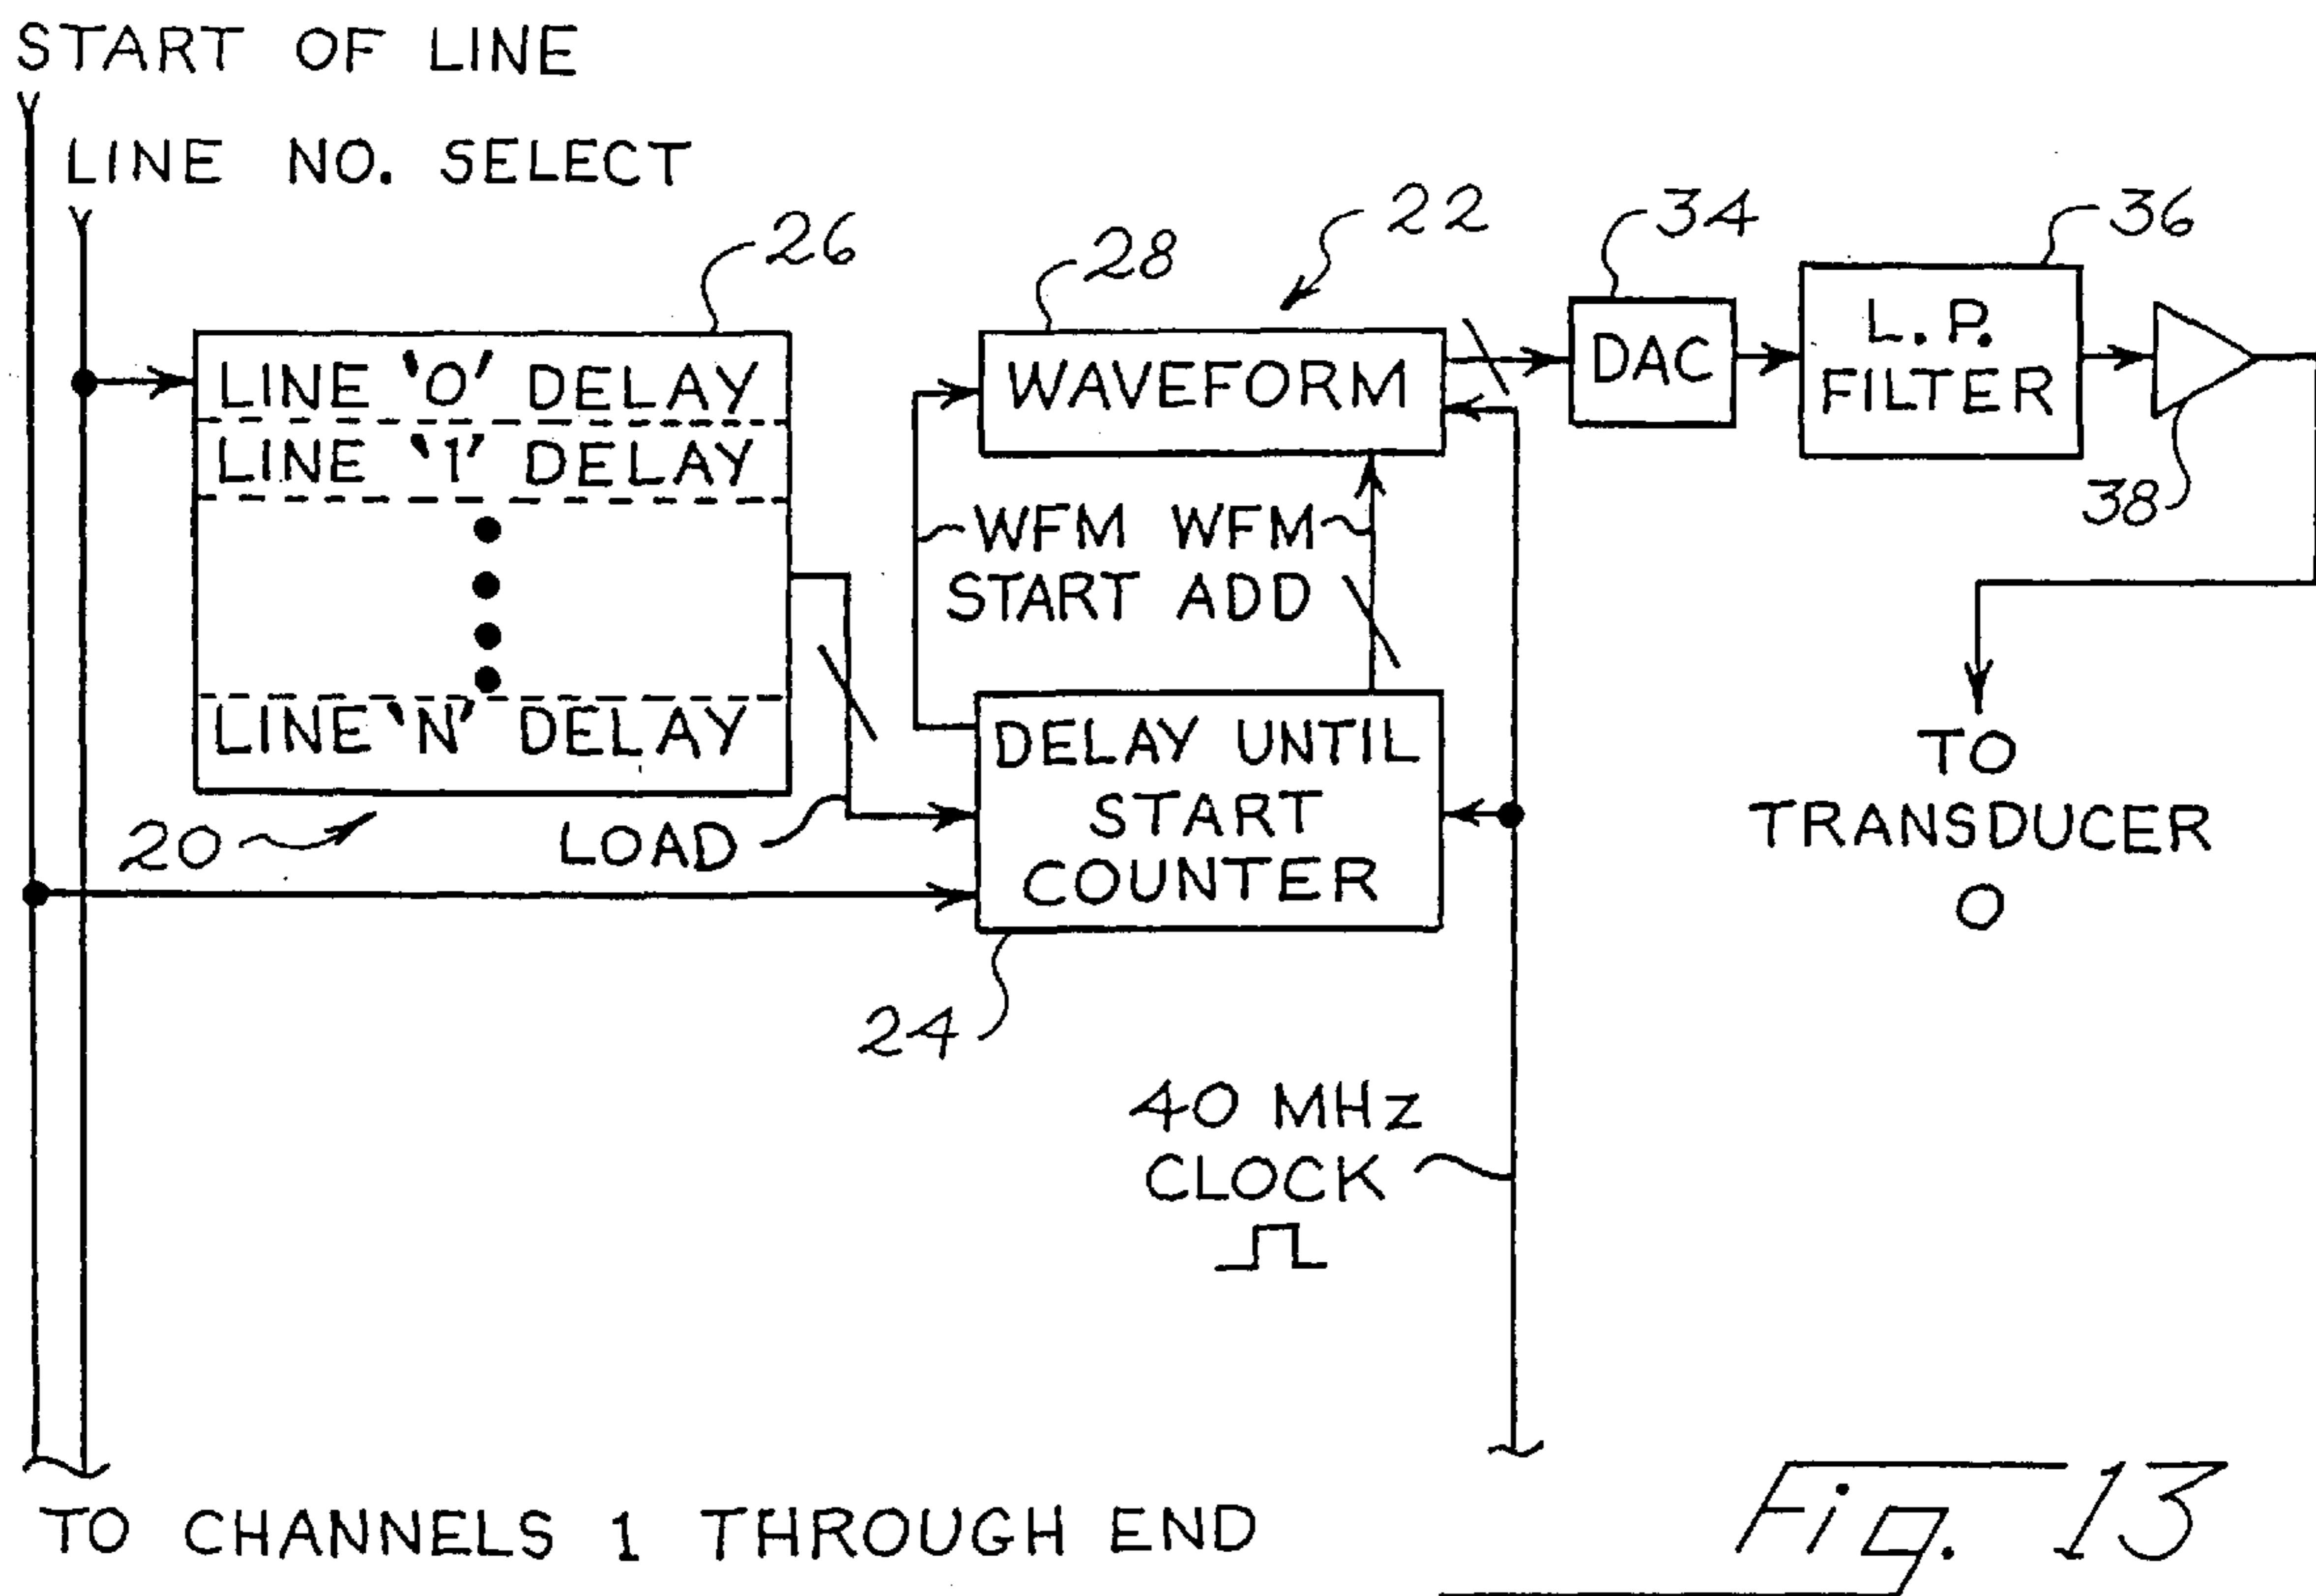 START OF LINE
LINE NO. SELECT
26
28
22
34
36
LINE '0' DELAY
LINE '1' DELAY
LINE 'N' DELAY
WAVEFORM
DAC
L. P.
FILTER
38
WFM WFM
START ADD
DELAY UNTIL
START
COUNTER
20
LOAD
24
TO
TRANSDUCER
0
40 MHz
CLOCK
TO CHANNELS 1 THROUGH END
Fig. 13